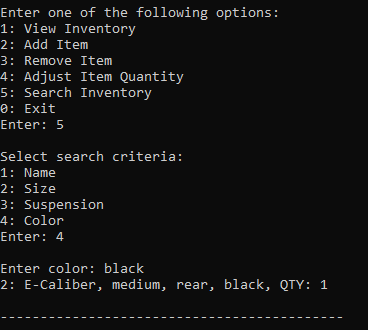 Enter one of the following options:
1: View Inventory
2: Add Item
3: Remove Item
4: Adjust Item Quantity
5: Search Inventory
0: Exit
Enter: 5

Select search criteria:
1: Name
2: Size
3: Suspension
4: Color
Enter: 4

Enter color: black
2: E-Caliber, medium, rear, black, QTY: 1

-------------------------------------------